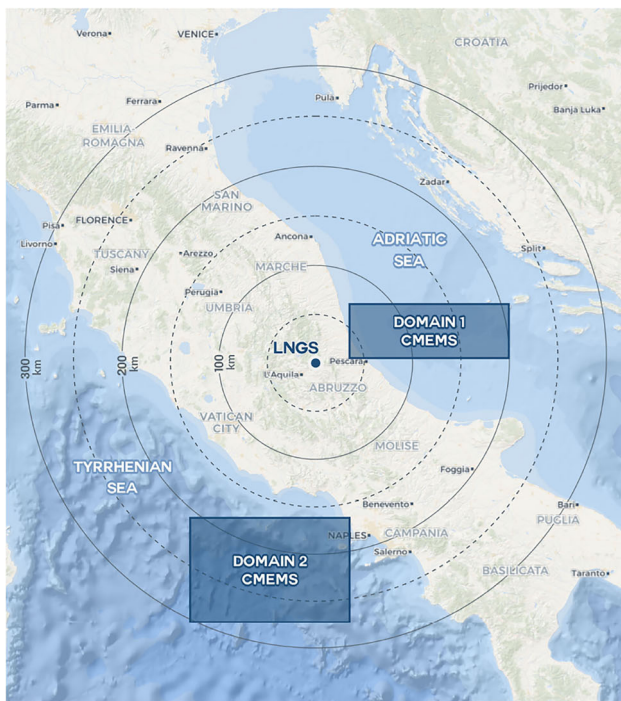 Verona
VENICE
CROATIA
Parma
Ferrara
Pula
Prijedor
Banja Luka
EMILIA
ROMAGNA
Ravenna
Zadar
SAN
MARINO
Pisa
FLORENCE
Livorno
Ancona
ADRIATIC
SEA
Split
TUSCANY
Siena
Arezzo
MARCHE
Perugia
UMBRIA
DOMAIN 1
CMEMS
LNGS
Pescara
L'Aquila
ABRUZZO
300
km
200
km
100
km
VATICAN
CITY
MOLISE
TYRRHENIAN
SEA
Foggia
Benevento
Bari
PUGLIA
NAPLES
CAMPANIA
Salerno
DOMAIN 2
CMEMS
BASILICATA
Taranto